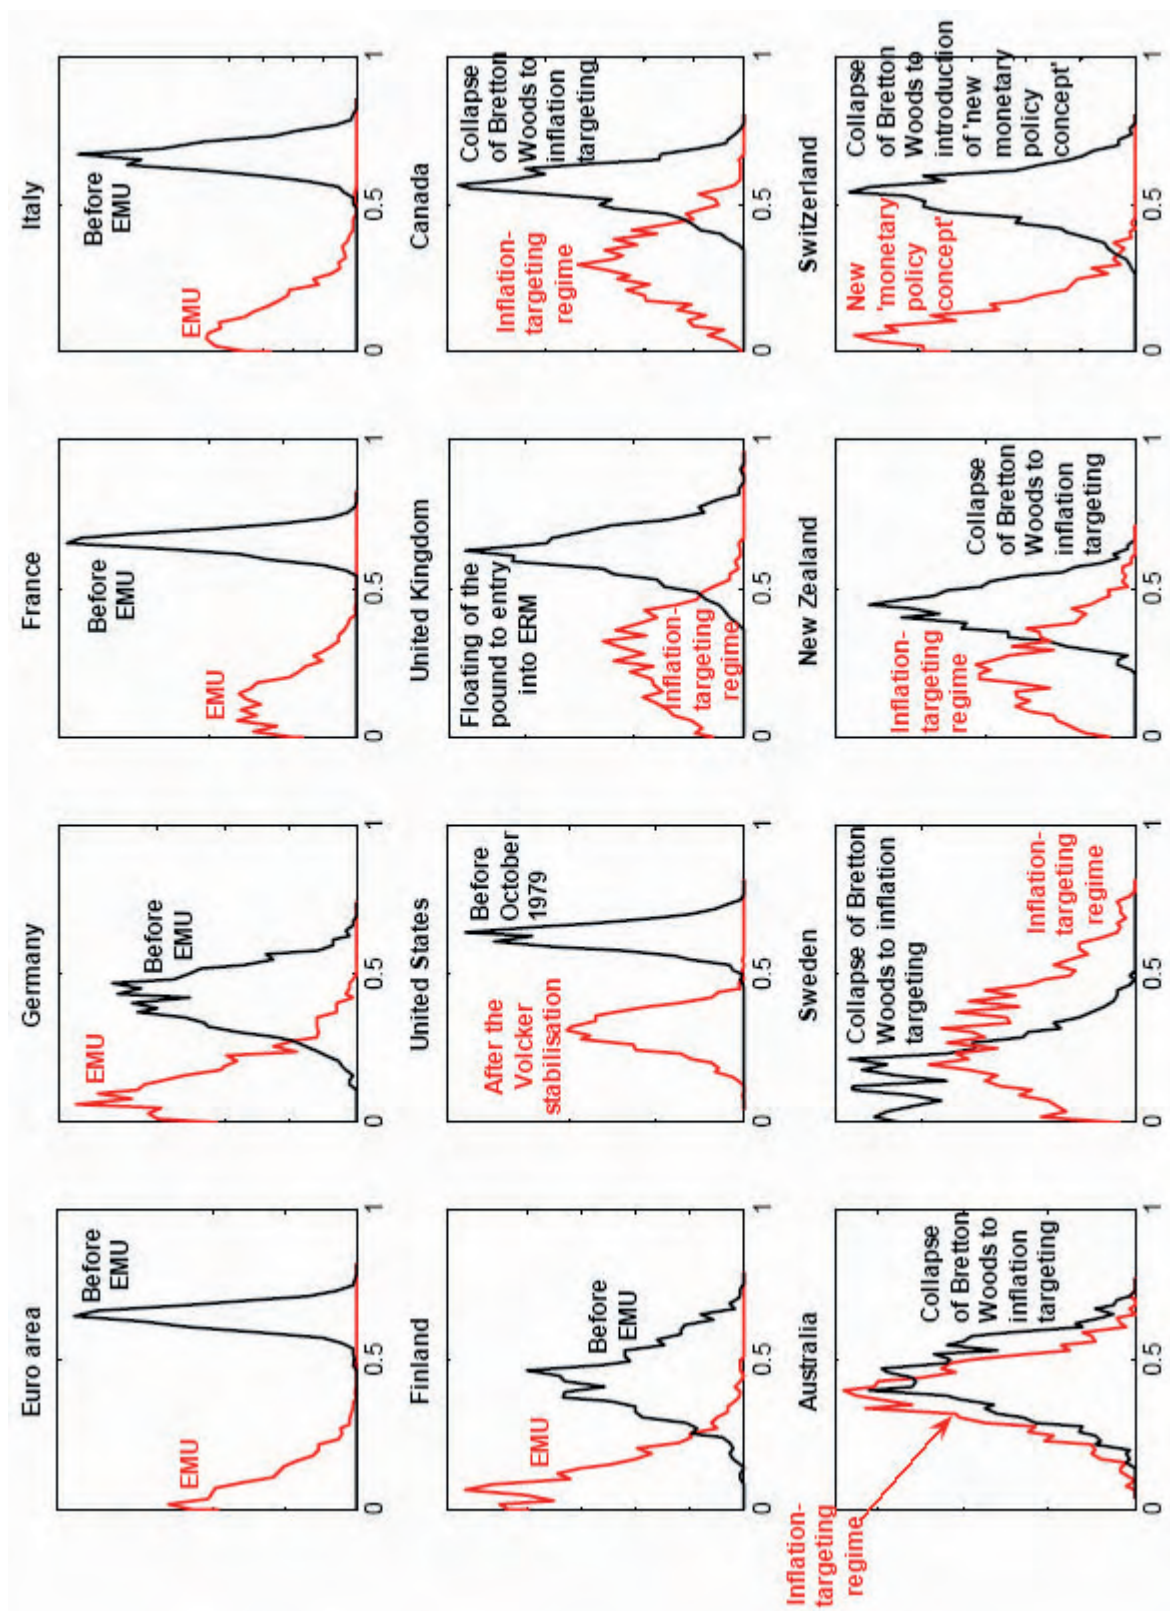 Euro area
Before
EMU
EMU
0
0.5
1
Germany
EMU
Before
EMU
0
0.5
1
France
Before
EMU
EMU
0
0.5
1
Italy
Before
EMU
EMU
0
0.5
1
Finland
EMU
Before
EMU
0
0.5
1
United States
Before
October
1979
After the
Volcker
stabilisation
0
0.5
1
United Kingdom
Floating of the
pound to entry
into ERM
Inflation-
targeting
regime
0
0.5
1
Canada
Collapse
of Bretton
Woods to
inflation
targeting
Inflation-
targeting
regime
0
0.5
1
Australia
Collapse
of Bretton
Woods to
inflation
targeting
Inflation-
targeting
regime
0
0.5
1
Sweden
Collapse of Bretton
Woods to inflation
targeting
Inflation-
targeting
regime
0
0.5
1
New Zealand
Inflation-
targeting
regime
Collapse
of Bretton
Woods to
inflation
targeting
0
0.5
1
Switzerland
New
'monetary
policy
concept'
Collapse
of Bretton
Woods to
introduction
of 'new
monetary
policy
concept'
0
0.5
1